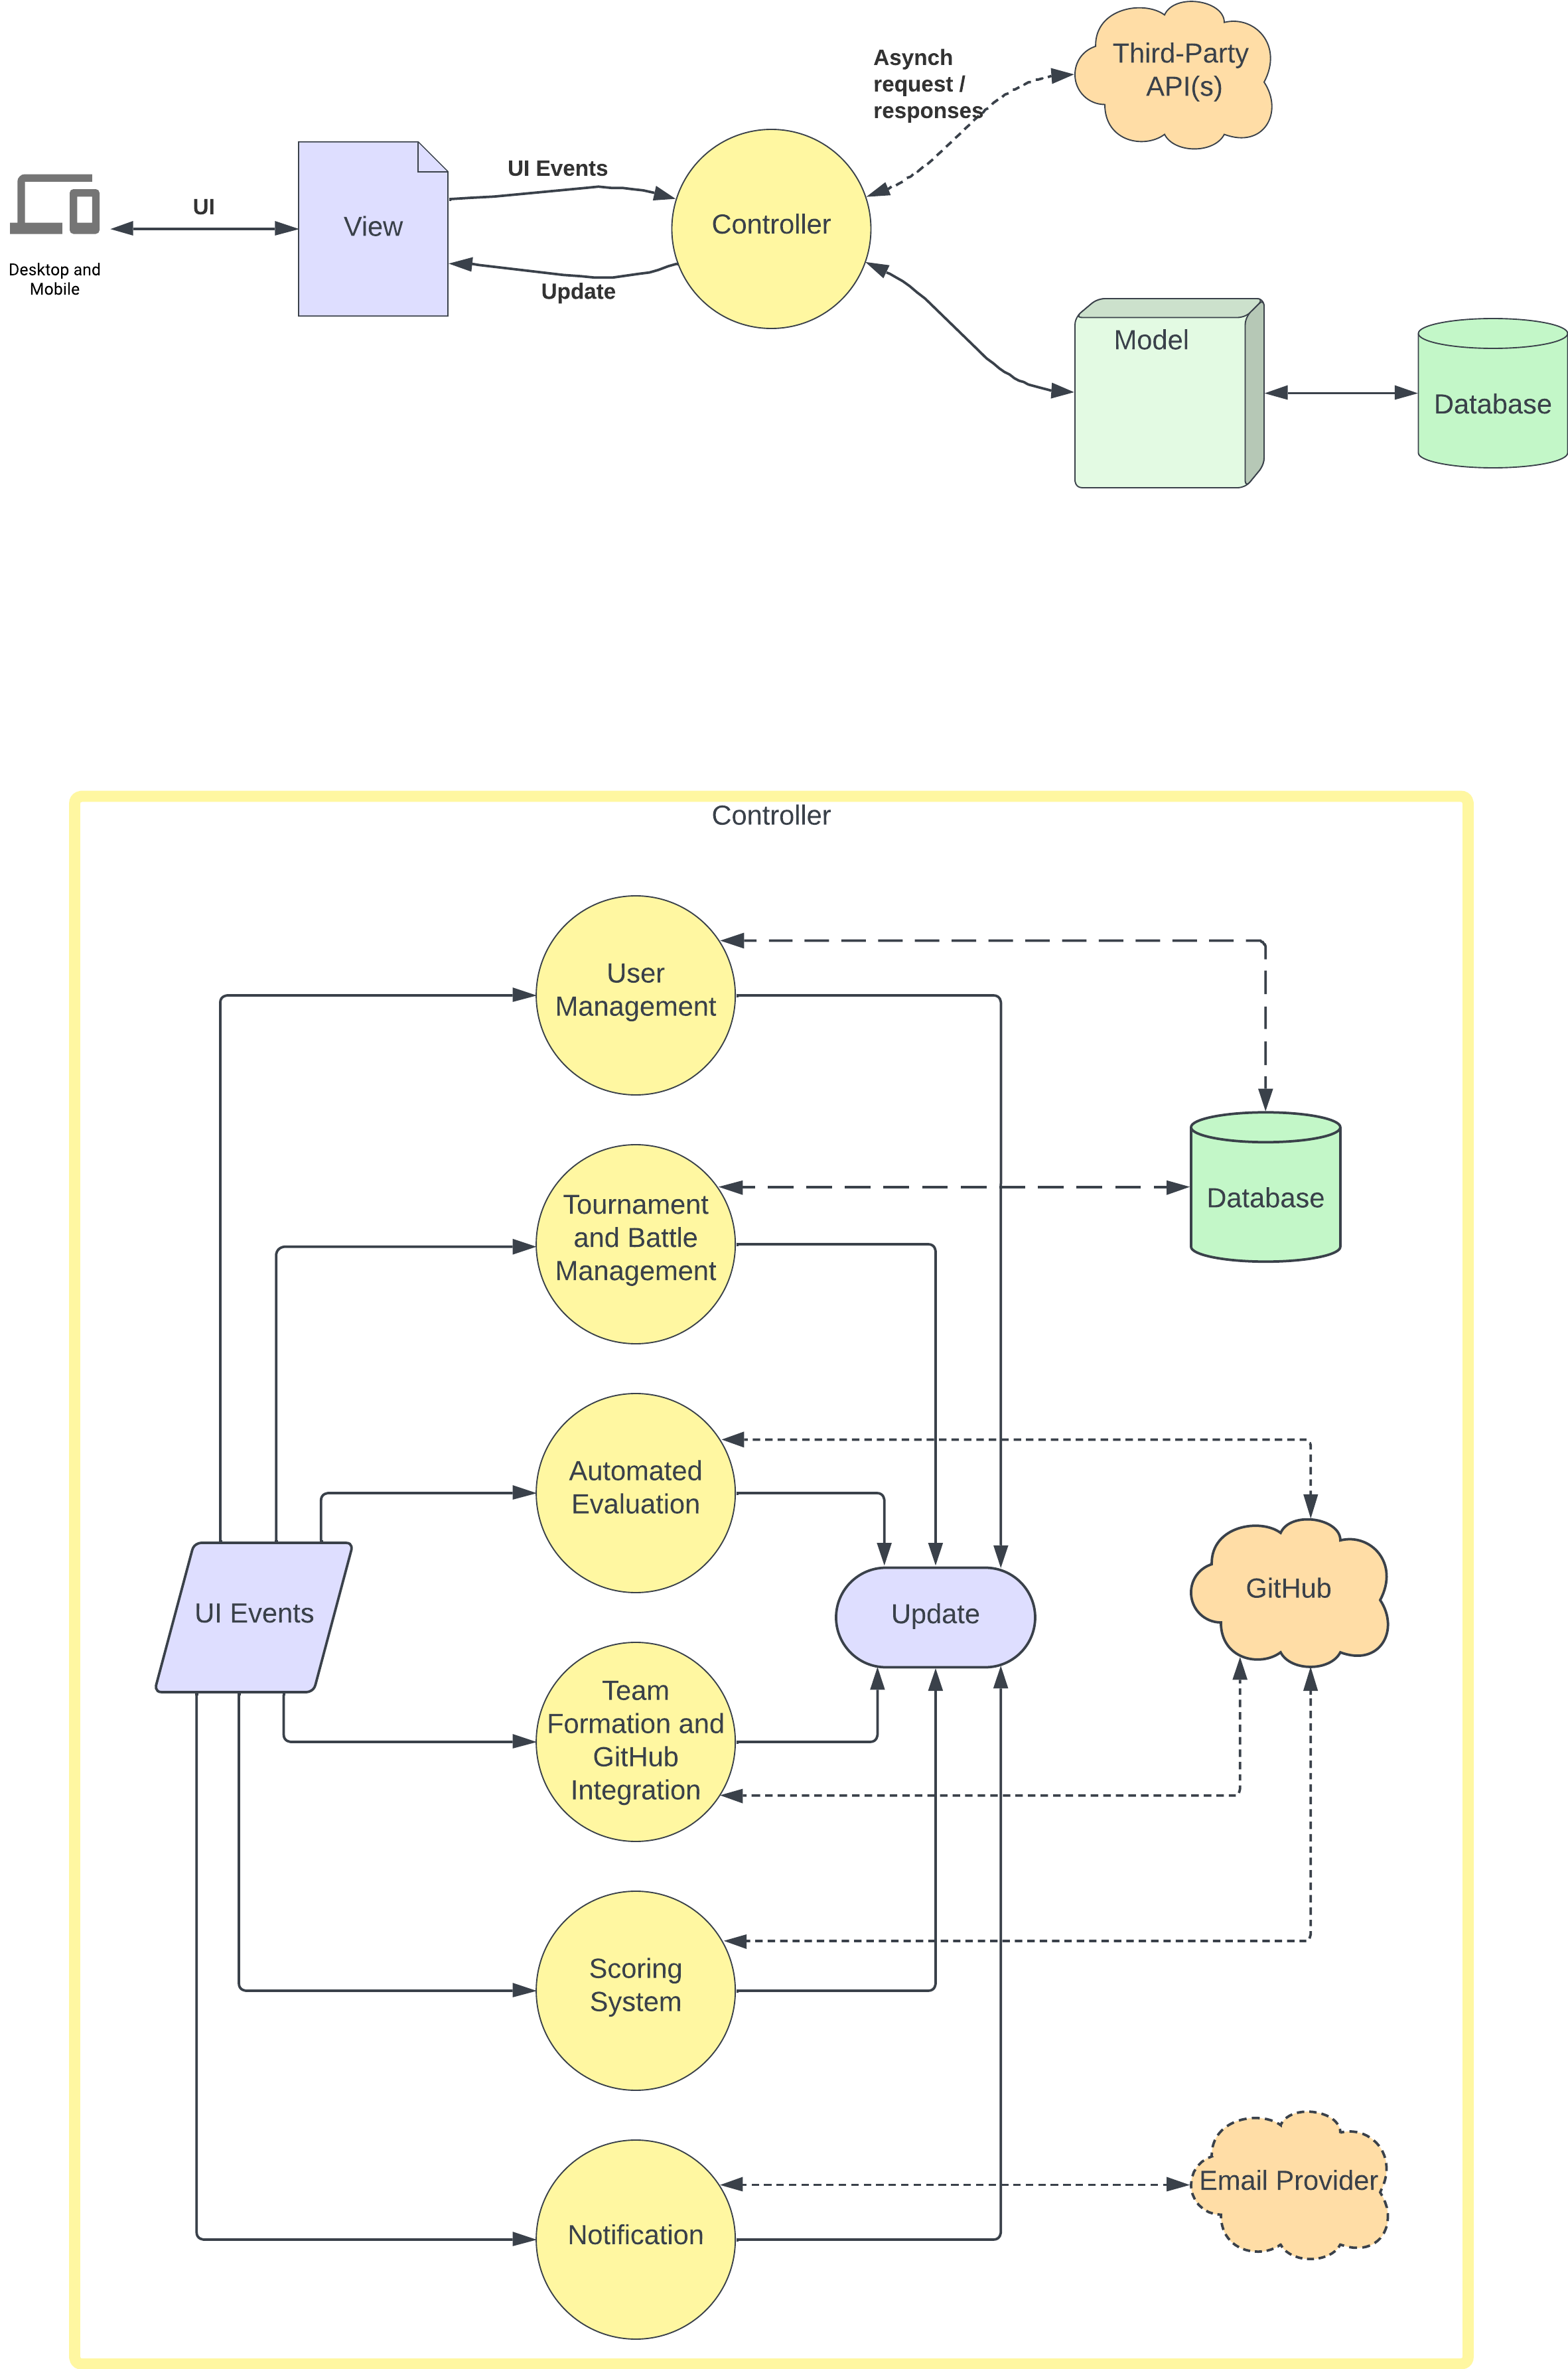 Asynch
request /
responses
Third-Party
API(s)
UI Events
UI
View
Controller
Desktop and
Mobile
Update
Model
Database
Controller
User
Management
Tournament
and Battle
Management
Database
Automated
Evaluation
GitHub
UI Events
Update
Team
Formation and
GitHub
Integration
Scoring
System
Email Provider
Notification